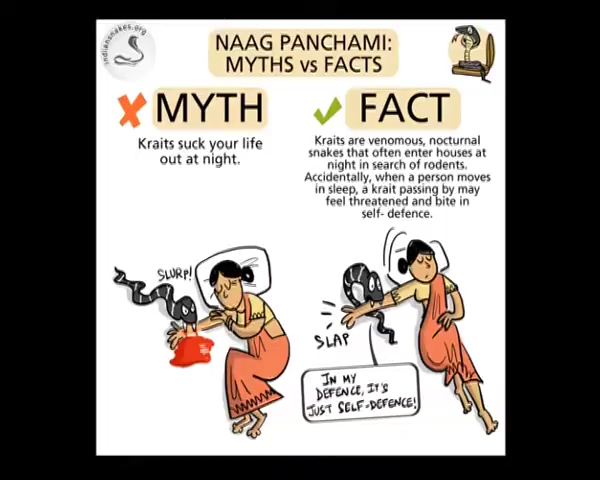 indiansnakes.org
NAAG PANCHAMI:
MYTHS vs FACTS
MYTH
Kraits suck your life
out at night.
SLURP!
FACT
Kraits are venomous, nocturnal
snakes that often enter houses at
night in search of rodents.
Accidentally, when a person moves
in sleep, a krait passing by may
feel threatened and bite in
self- defence.
SLAP
IN MY
DEFENCE, IT'S
JUST SELF-DEFENCE!